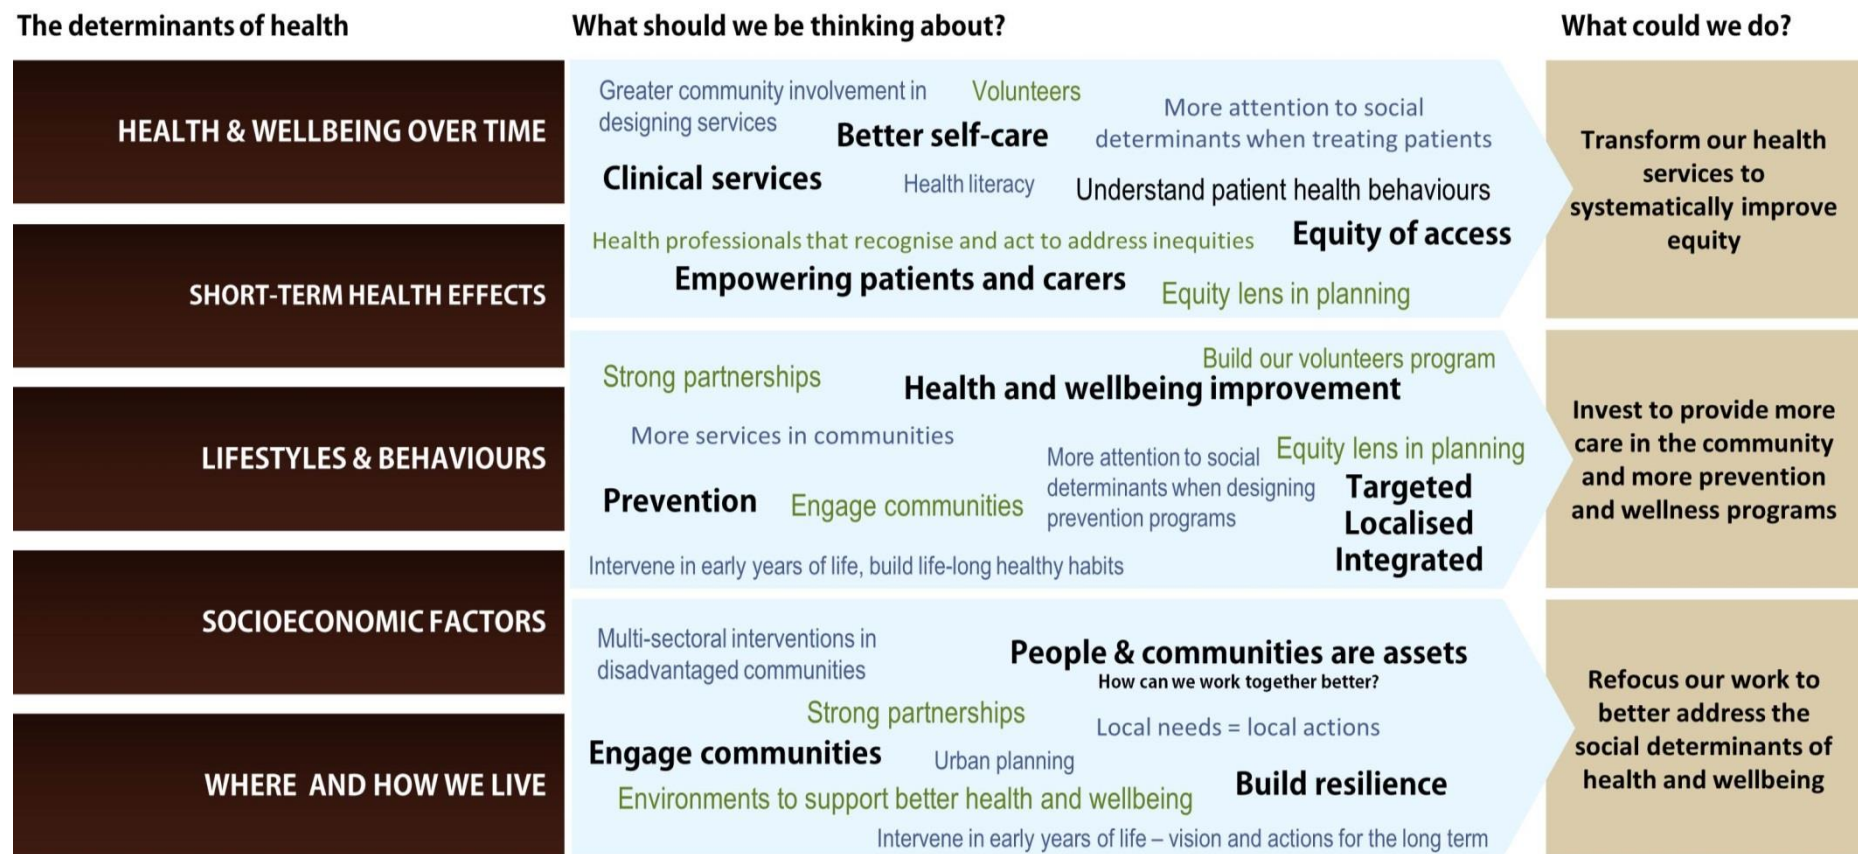 The determinants of health
What should we be thinking about?
What could we do?
HEALTH & WELLBEING OVER TIME
SHORT-TERM HEALTH EFFECTS
LIFESTYLES & BEHAVIOURS
SOCIOECONOMIC FACTORS
WHERE AND HOW WE LIVE
Greater community involvement in
designing services
Volunteers
More attention to social
determinants when treating patients
Better self-care
Clinical services
Health literacy
Understand patient health behaviours
Health professionals that recognise and act to address inequities
Equity of access
Empowering patients and carers
Equity lens in planning
Transform our health
services to
systematically improve
equity
Strong partnerships
Build our volunteers program
Health and wellbeing improvement
More services in communities
More attention to social
determinants when designing
prevention programs
Equity lens in planning
Prevention
Engage communities
Targeted
Localised
Integrated
Intervene in early years of life, build life-long healthy habits
Invest to provide more
care in the community
and more prevention
and wellness programs
Multi-sectoral interventions in
disadvantaged communities
People & communities are assets
How can we work together better?
Strong partnerships
Local needs = local actions
Engage communities
Urban planning
Build resilience
Environments to support better health and wellbeing
Intervene in early years of life – vision and actions for the long term
Refocus our work to
better address the
social determinants of
health and wellbeing